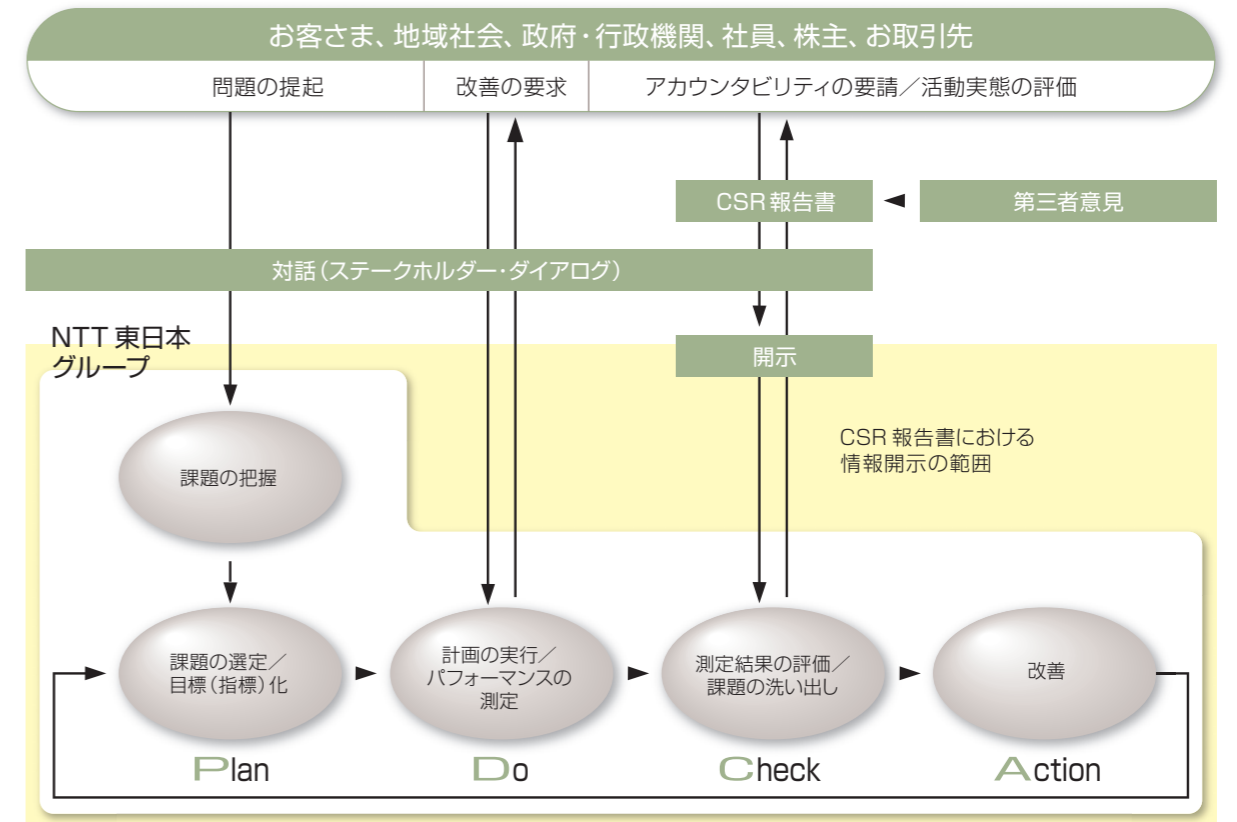 お客さま、地域社会、政府・行政機関、社員、株主、お取引先
問題の提起
改善の要求
アカウンタビリティの要請／活動実態の評価
CSR報告書
第三者意見
対話（ステークホルダー・ダイアログ）
NTT東日本
グループ
開示
CSR報告書における
情報開示の範囲
課題の把握
課題の選定／
目標（指標）化
計画の実行／
パフォーマンスの
測定
測定結果の評価／
課題の洗い出し
改善
Plan
Do
Check
Action